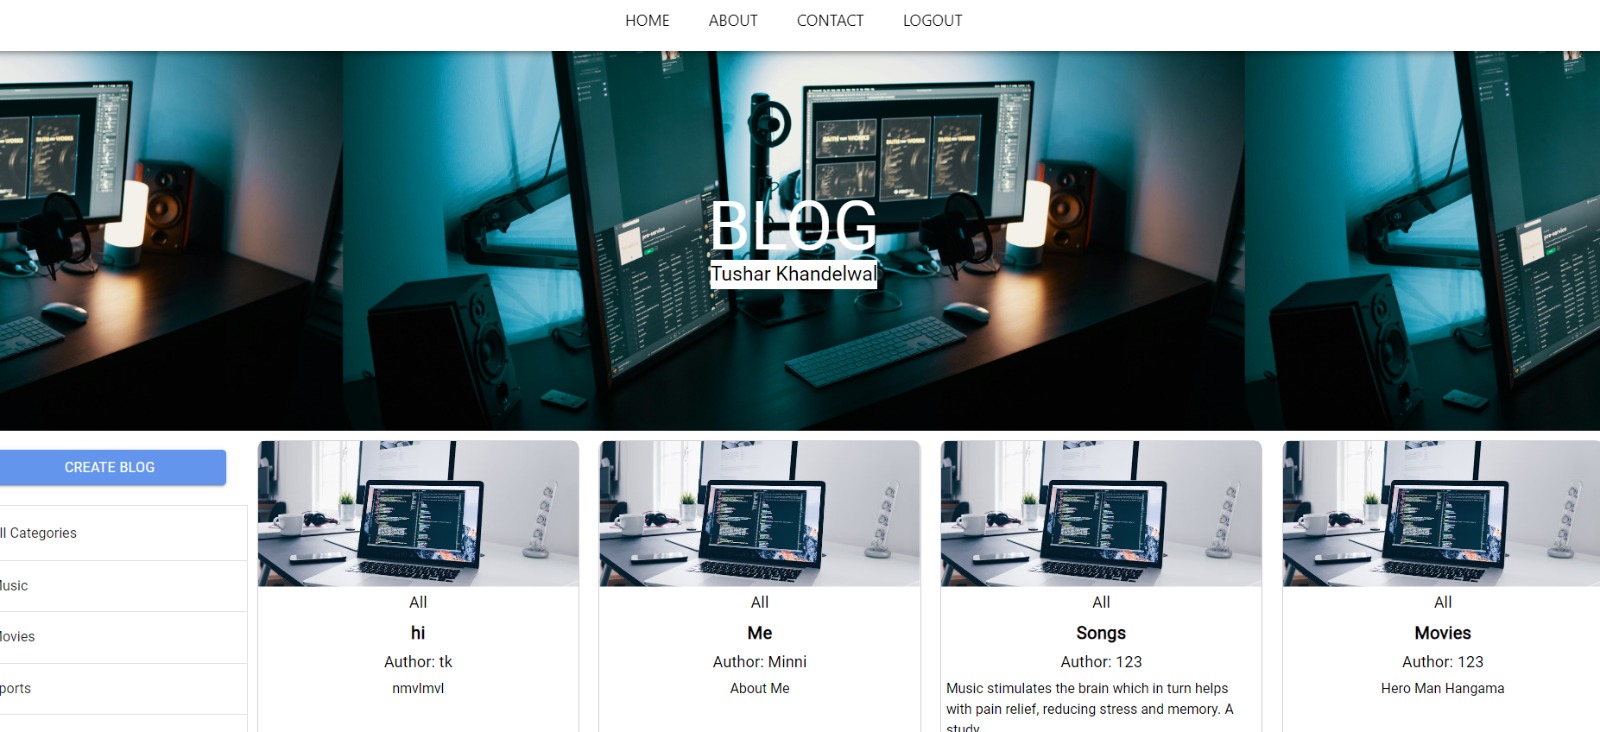 HOME ABOUT CONTACT LOGOUT
BLOG
Tushar Khandelwal
CREATE BLOG
ll Categories
usic
ovies
ports
All
hi
Author: tk
nmvlmvl
All
Me
Author: Minni
About Me
All
Songs
Author: 123
Music stimulates the brain which in turn helps
with pain relief, reducing stress and memory. A
study
All
Movies
Author: 123
Hero Man Hangama